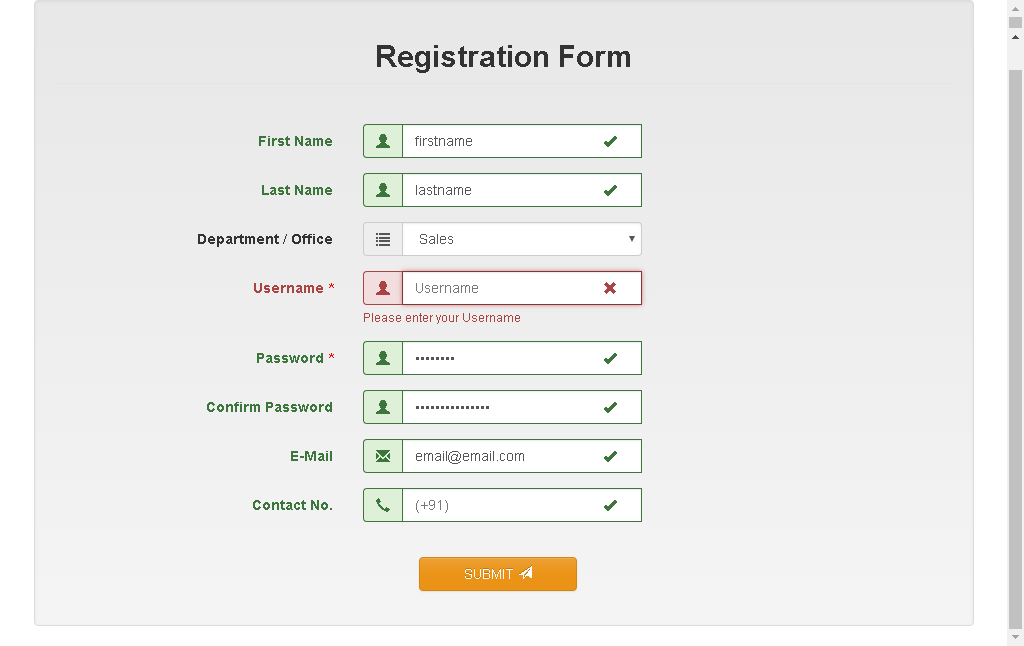 Registration Form
First Name firstname
Last Name lastname
Department / Office Sales
Username * Username
Please enter your Username
Password * ••••••••
Confirm Password •••••••••••••••
E-Mail email@email.com
Contact No. (+91)
SUBMIT